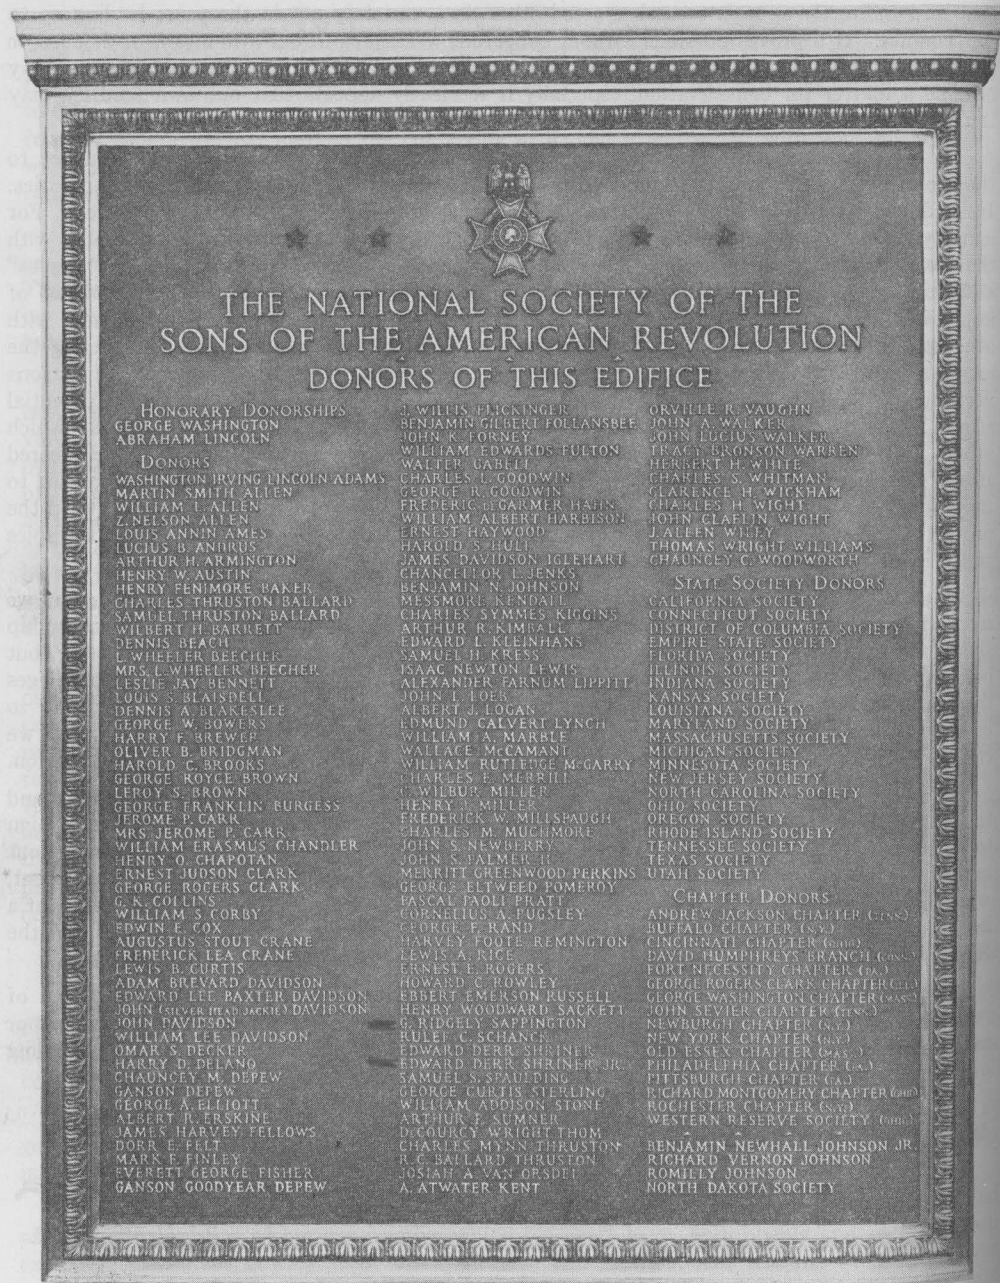 THE NATIONAL SOCIETY OF THE
SONS OF THE AMERICAN REVOLUTION
DONORS OF THIS EDIFICE
HONORARY DONORSHIPS
GEORGE WASHINGTON
ABRAHAM LINCOLN
DONORS
WASHINGTON IRVING LINCOLN ADAMS
MARTIN SMITH ALLEN
WILLIAM L. ALLEN
Z. NELSON ALLEN
LOUIS ANNIN AMES
LUCIUS B. ANDRUS
ARTHUR H. ARMINGTON
HENRY W. AUSTIN
HENRY FENIMORE BAKER
CHARLES THRUSTON BALLARD
SAMUEL THRUSTON BALLARD
WILBERT H. BARRETT
DENNIS BEACH
L. WHEELER BEECHER
MRS. L. WHEELER BEECHER
LESLIE JAY BENNETT
LOUIS S. BLAISDELL
DENNIS A. BLAKESLEE
GEORGE W. BOWERS
HARRY F. BREWER
OLIVER B. BRIDGMAN
HAROLD C. BROOKS
GEORGE ROYCE BROWN
LEROY S. BROWN
GEORGE FRANKLIN BURGESS
JEROME P. CARR
MRS. JEROME P. CARR
WILLIAM ERASMUS CHANDLER
HENRY O. CHAPOTAN
ERNEST JUDSON CLARK
GEORGE ROGERS CLARK
G. K. COLLINS
WILLIAM S. CORBY
EDWIN E. COX
AUGUSTUS STOUT CRANE
FREDERICK LEA CRANE
LEWIS B. CURTIS
ADAM BREVARD DAVIDSON
EDWARD LEE BAXTER DAVIDSON
JOHN (SILVER HEAD JACKIE) DAVIDSON
JOHN DAVIDSON
WILLIAM LEE DAVIDSON
OMAR S. DECKER
HARRY D. DELANO
CHAUNCEY M. DEPEW
GANSON DEPEW
GEORGE A. ELLIOTT
ALBERT R. ERSKINE
JAMES HARVEY FELLOWS
DORR E. FELT
MARK F. FINLEY
EVERETT GEORGE FISHER
GANSON GOODYEAR DEPEW
J. WILLIS FLICKINGER
BENJAMIN GILBERT FOLLANSBEE
JOHN K. FORNEY
WILLIAM EDWARDS FULTON
WALTER GABELL
CHARLES L. GOODWIN
GEORGE R. GOODWIN
FREDERIC DEGARMER HAHN
WILLIAM ALBERT HARBISON
ERNEST HAYWOOD
HAROLD S. HULL
JAMES DAVIDSON IGLEHART
CHANCELLOR L. JENKS
BENJAMIN N. JOHNSON
MESSMORE KENDALL
CHARLES SYMMES KIGGINS
ARTHUR R. KIMBALL
EDWARD L. KLEINHANS
SAMUEL H. KRESS
ISAAC NEWTON LEWIS
ALEXANDER FARNUM LIPPITT
JOHN L. LOEB
ALBERT J. LOGAN
EDMUND CALVERT LYNCH
WILLIAM A. MARBLE
WALLACE McCAMANT
WILLIAM RUTLEDGE McGARRY
CHARLES E. MERRILL
C. WILBUR MILLER
HENRY J. MILLER
FREDERICK W. MILLSPAUGH
CHARLES M. MUCHMORE
JOHN S. NEWBERRY
JOHN S. PALMER II
MERRITT GREENWOOD PERKINS
GEORGE ELTWEED POMEROY
PASCAL PAOLI PRATT
CORNELIUS A. PUGSLEY
GEORGE F. RAND
HARVEY FOOTE REMINGTON
LEWIS A. RICE
ERNEST E. ROGERS
HOWARD C. ROWLEY
EBBERT EMERSON RUSSELL
HENRY WOODWARD SACKETT
G. RIDGELY SAPPINGTON
RULEF C. SCHANCK
EDWARD DERR SHRINER
EDWARD DERR SHRINER, JR.
SAMUEL S. SPAULDING
GEORGE CURTIS STERLING
WILLIAM ADDISON STONE
ARTHUR P. SUMNER
DeCOURCY WRIGHT THOM
CHARLES MYNN THRUSTON
R. C. BALLARD THRUSTON
JOSIAH A. VAN ORSDEL
A. ATWATER KENT
ORVILLE R. VAUGHN
JOHN A. WALKER
JOHN LUCIUS WALKER
TRACY BRONSON WARREN
HERBERT H. WHITE
CHARLES S. WHITMAN
CLARENCE H. WICKHAM
CHARLES H. WIGHT
JOHN CLAFLIN WIGHT
J. ALLEN WILEY
THOMAS WRIGHT WILLIAMS
CHAUNCEY C. WOODWORTH
STATE SOCIETY DONORS
CALIFORNIA SOCIETY
CONNECTICUT SOCIETY
DISTRICT OF COLUMBIA SOCIETY
EMPIRE STATE SOCIETY
FLORIDA SOCIETY
ILLINOIS SOCIETY
INDIANA SOCIETY
KANSAS SOCIETY
LOUISIANA SOCIETY
MARYLAND SOCIETY
MASSACHUSETTS SOCIETY
MICHIGAN SOCIETY
MINNESOTA SOCIETY
NEW JERSEY SOCIETY
NORTH CAROLINA SOCIETY
OHIO SOCIETY
OREGON SOCIETY
RHODE ISLAND SOCIETY
TENNESSEE SOCIETY
TEXAS SOCIETY
UTAH SOCIETY
CHAPTER DONORS
ANDREW JACKSON CHAPTER (TENN.)
BUFFALO CHAPTER (N.Y.)
CINCINNATI CHAPTER (OHIO)
DAVID HUMPHREYS BRANCH (CONN.)
FORT NECESSITY CHAPTER (PA.)
GEORGE ROGERS CLARK CHAPTER
GEORGE WASHINGTON CHAPTER (MASS.)
JOHN SEVIER CHAPTER (TENN.)
NEWBURGH CHAPTER (N.Y.)
NEW YORK CHAPTER (N.Y.)
OLD ESSEX CHAPTER (MASS.)
PHILADELPHIA CHAPTER (PA.)
PITTSBURGH CHAPTER (PA.)
RICHARD MONTGOMERY CHAPTER (OHIO)
ROCHESTER CHAPTER (N.Y.)
WESTERN RESERVE SOCIETY (OHIO)
BENJAMIN NEWHALL JOHNSON JR.
RICHARD VERNON JOHNSON
ROMILLY JOHNSON
NORTH DAKOTA SOCIETY